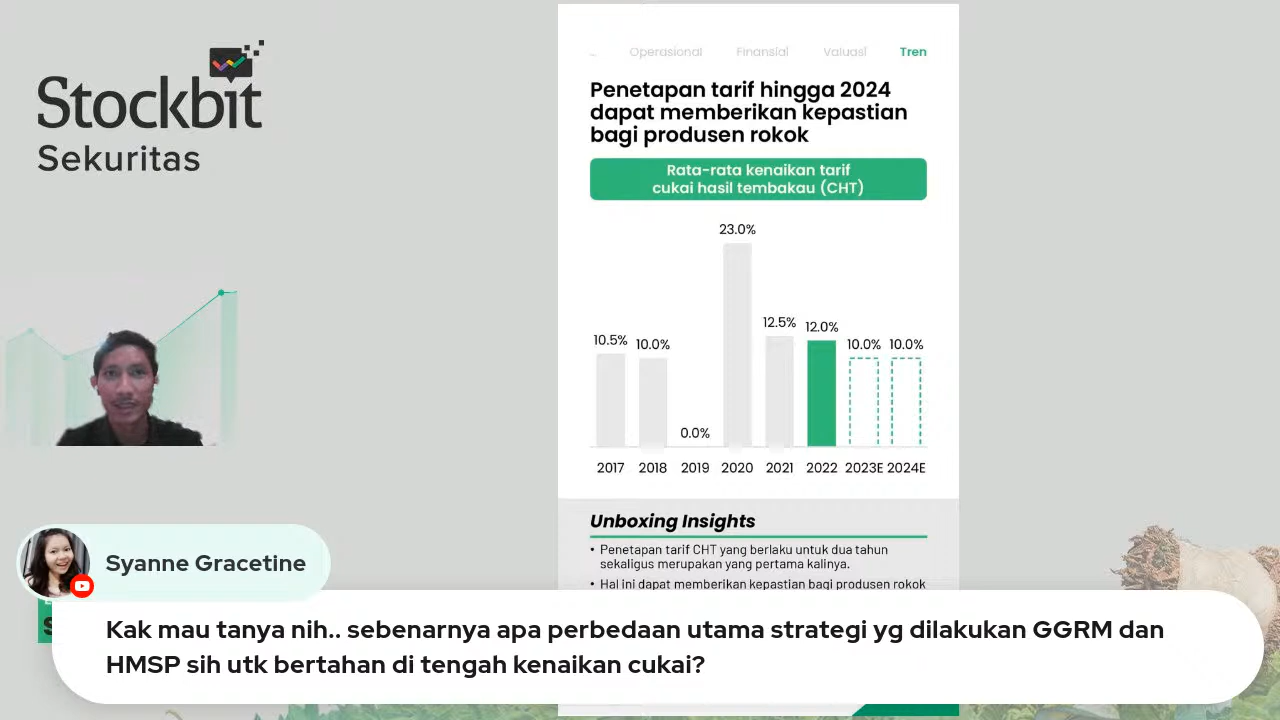 Stockbit
Sekuritas
Operasional Finansial Valuasi Tren
Penetapan tarif hingga 2024
dapat memberikan kepastian
bagi produsen rokok
Rata-rata kenaikan tarif
cukai hasil tembakau (CHT)
23.0%
12.5%
12.0%
10.5%
10.0%
10.0%
10.0%
0.0%
2017 2018 2019 2020 2021 2022 2023E 2024E
Unboxing Insights
• Penetapan tarif CHT yang berlaku untuk dua tahun
sekaligus merupakan yang pertama kalinya.
• Hal ini dapat memberikan kepastian bagi produsen rokok
Syanne Gracetine
Kak mau tanya nih.. sebenarnya apa perbedaan utama strategi yg dilakukan GGRM dan
HMSP sih utk bertahan di tengah kenaikan cukai?